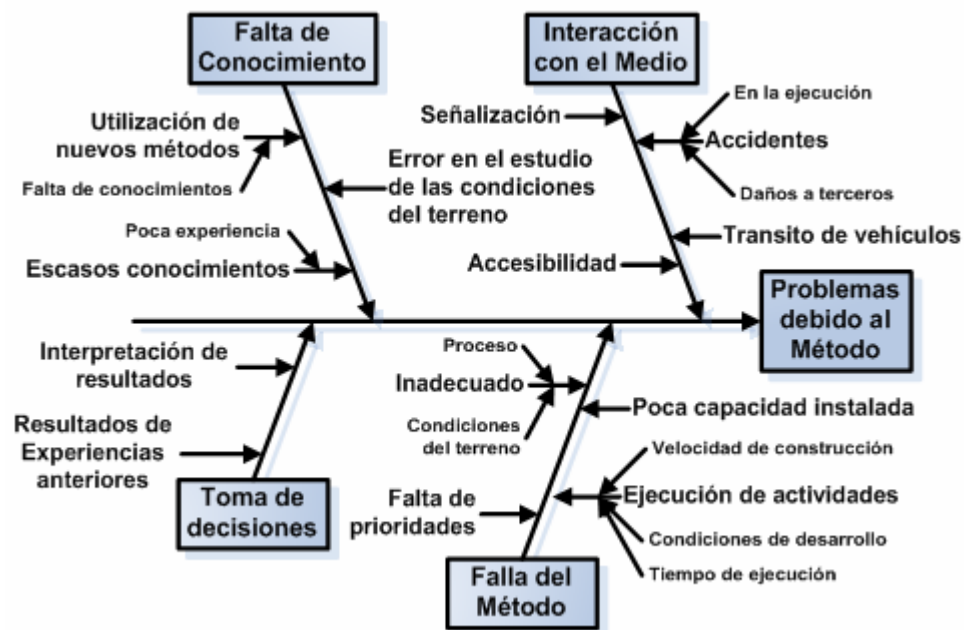 Falta de
Conocimiento
Interacción
con el Medio
Utilización de
nuevos métodos
Falta de conocimientos
Error en el estudio
de las condiciones
del terreno
Poca experiencia
Escasos conocimientos
Señalización
En la ejecución
Accidentes
Daños a terceros
Transito de vehículos
Accesibilidad
Problemas
debido al
Método
Interpretación de
resultados
Resultados de
Experiencias
anteriores
Toma de
decisiones
Proceso
Inadecuado
Condiciones
del terreno
Poca capacidad instalada
Velocidad de construcción
Ejecución de actividades
Condiciones de desarrollo
Tiempo de ejecución
Falta de
prioridades
Falla del
Método